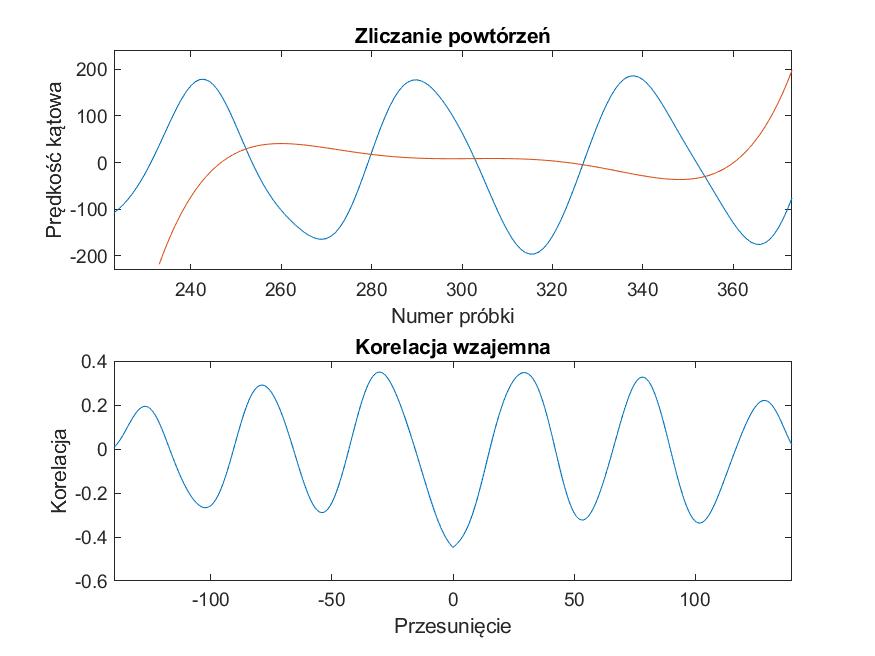 Zliczanie powtórzeń
Prędkość kątowa
200
100
0
-100
-200
240 260 280 300 320 340 360
Numer próbki
Korelacja wzajemna
Korelacja
0.4
0.2
0
-0.2
-0.4
-0.6
-100 -50 0 50 100
Przesunięcie